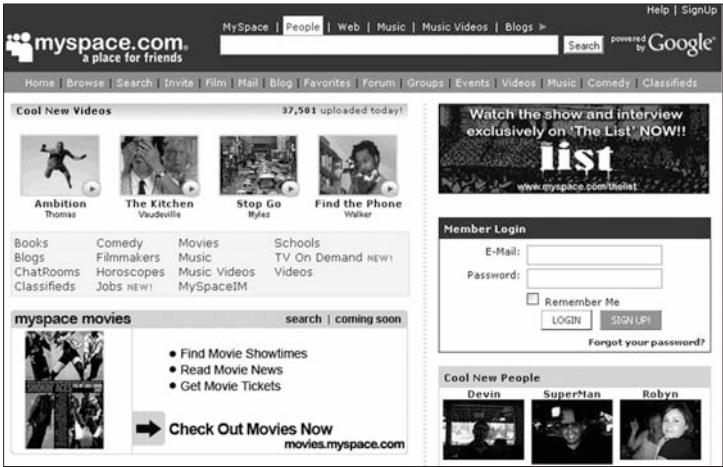 Help | SignUp
MySpace | People | Web | Music | Music Videos | Blogs
myspace.com.
a place for friends
Search
powered by Google
Home | Browse | Search | Invite | Film | Mail | Blog | Favorites | Forum | Groups | Events | Videos | Music | Comedy | Classifieds
Cool New Videos 37,501 uploaded today!
Ambition The Kitchen Stop Go Find the Phone
Thomas Vaudeville Myles Walker
Books Comedy Movies Schools
Blogs Filmmakers Music TV On Demand NEW!
ChatRooms Horoscopes Music Videos Videos
Classifieds Jobs NEW! MySpaceIM
myspace movies search | coming soon
SMOKIN' ACES
• Find Movie Showtimes
• Read Movie News
• Get Movie Tickets
Check Out Movies Now
movies.myspace.com
Watch the show and interview
exclusively on 'The List' NOW!!
list
www.myspace.com/thelist
Member Login
E-Mail:
Password:
Remember Me
LOGIN SIGN UP!
Forgot your password?
Cool New People
Devin SuperMan Robyn